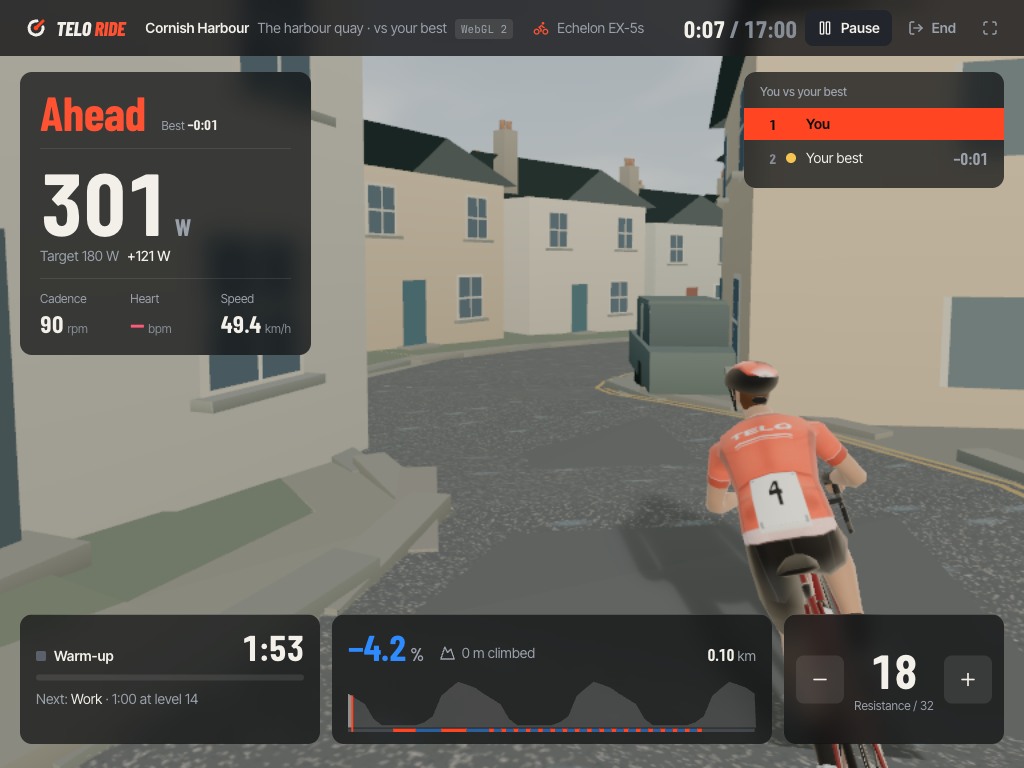 TELO RIDE
Cornish Harbour The harbour quay · vs your best WebGL 2 Echelon EX-5s 0:07 / 17:00 Pause End
Ahead Best −0:01
301 W
Target 180 W +121 W
Cadence Heart Speed
90 rpm – bpm 49.4 km/h
You vs your best
1 You
2 Your best −0:01
TELO
4
Warm-up 1:53
Next: Work · 1:00 at level 14
−4.2 % 0 m climbed 0.10 km
− 18 +
Resistance / 32